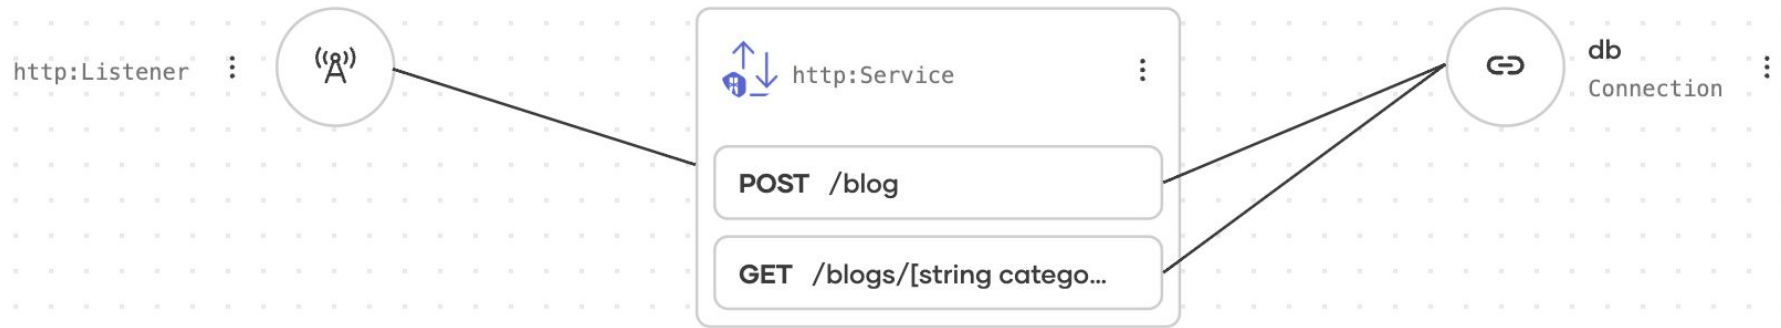 http:Listener
http:Service
POST /blog
GET /blogs/[string catego...
db
Connection